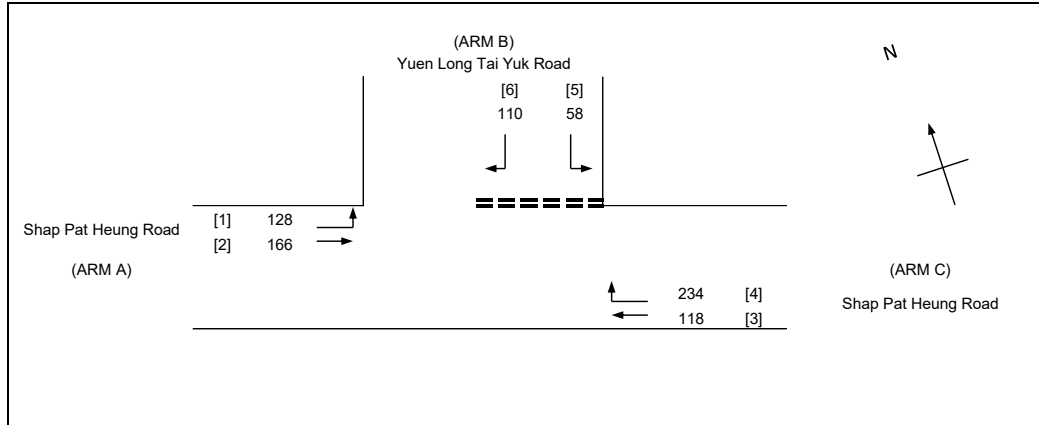 (ARM B)
Yuen Long Tai Yuk Road
N
[6] [5]
110 58
[1] 128
Shap Pat Heung Road
[2] 166
(ARM A)
(ARM C)
234 [4]
Shap Pat Heung Road
118 [3]